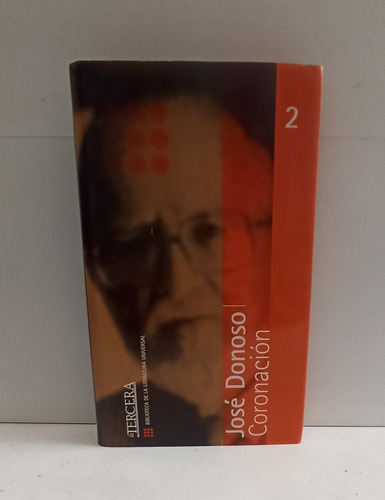 2
José Donoso
Coronación
LA TERCERA
BIBLIOTECA DE LA LITERATURA UNIVERSAL